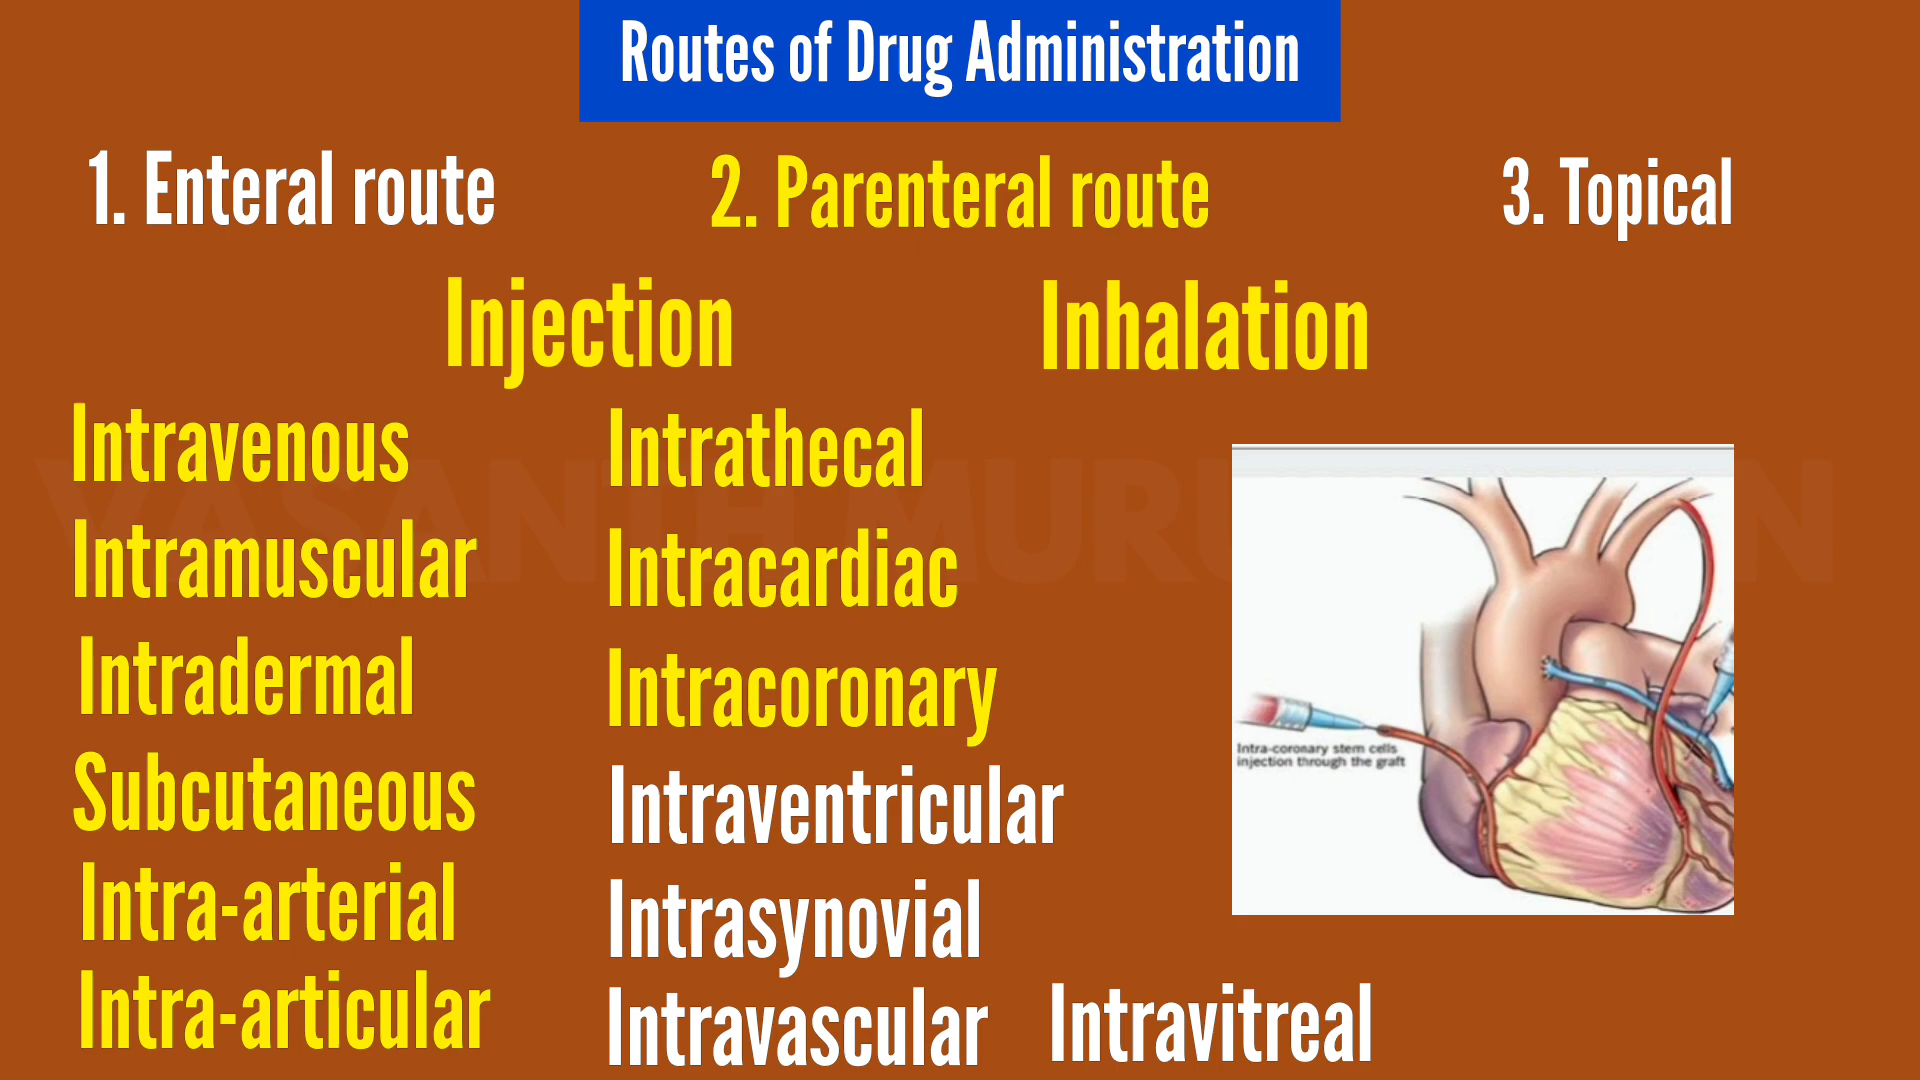 Routes of Drug Administration
1. Enteral route
2. Parenteral route
3. Topical
Injection
Inhalation
Intravenous
Intramuscular
Intradermal
Subcutaneous
Intra-arterial
Intra-articular
Intrathecal
Intracardiac
Intracoronary
Intraventricular
Intrasynovial
Intravascular
Intravitreal
Intra-coronary stem cells
injection through the graft